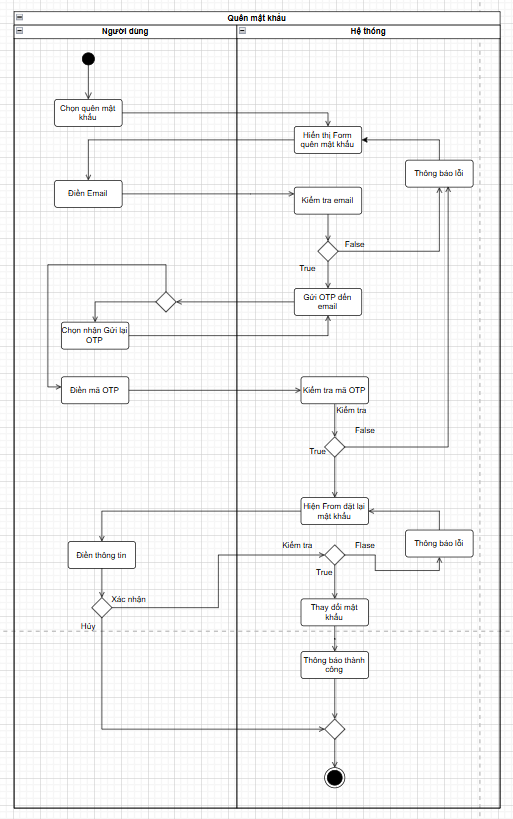 Quên mật khẩu
Người dùng
Hệ thống
Chọn quên mật
khẩu
Hiển thị Form
quên mật khẩu
Thông báo lỗi
Điền Email
Kiểm tra email
False
True
Gửi OTP đến
email
Chọn nhận Gửi lại
OTP
Điền mã OTP
Kiểm tra mã OTP
Kiểm tra
False
True
Hiện From đặt lại
mật khẩu
Thông báo lỗi
Điền thông tin
Kiểm tra
Flase
True
Xác nhận
Thay đổi mật
khẩu
Hủy
Thông báo thành
công